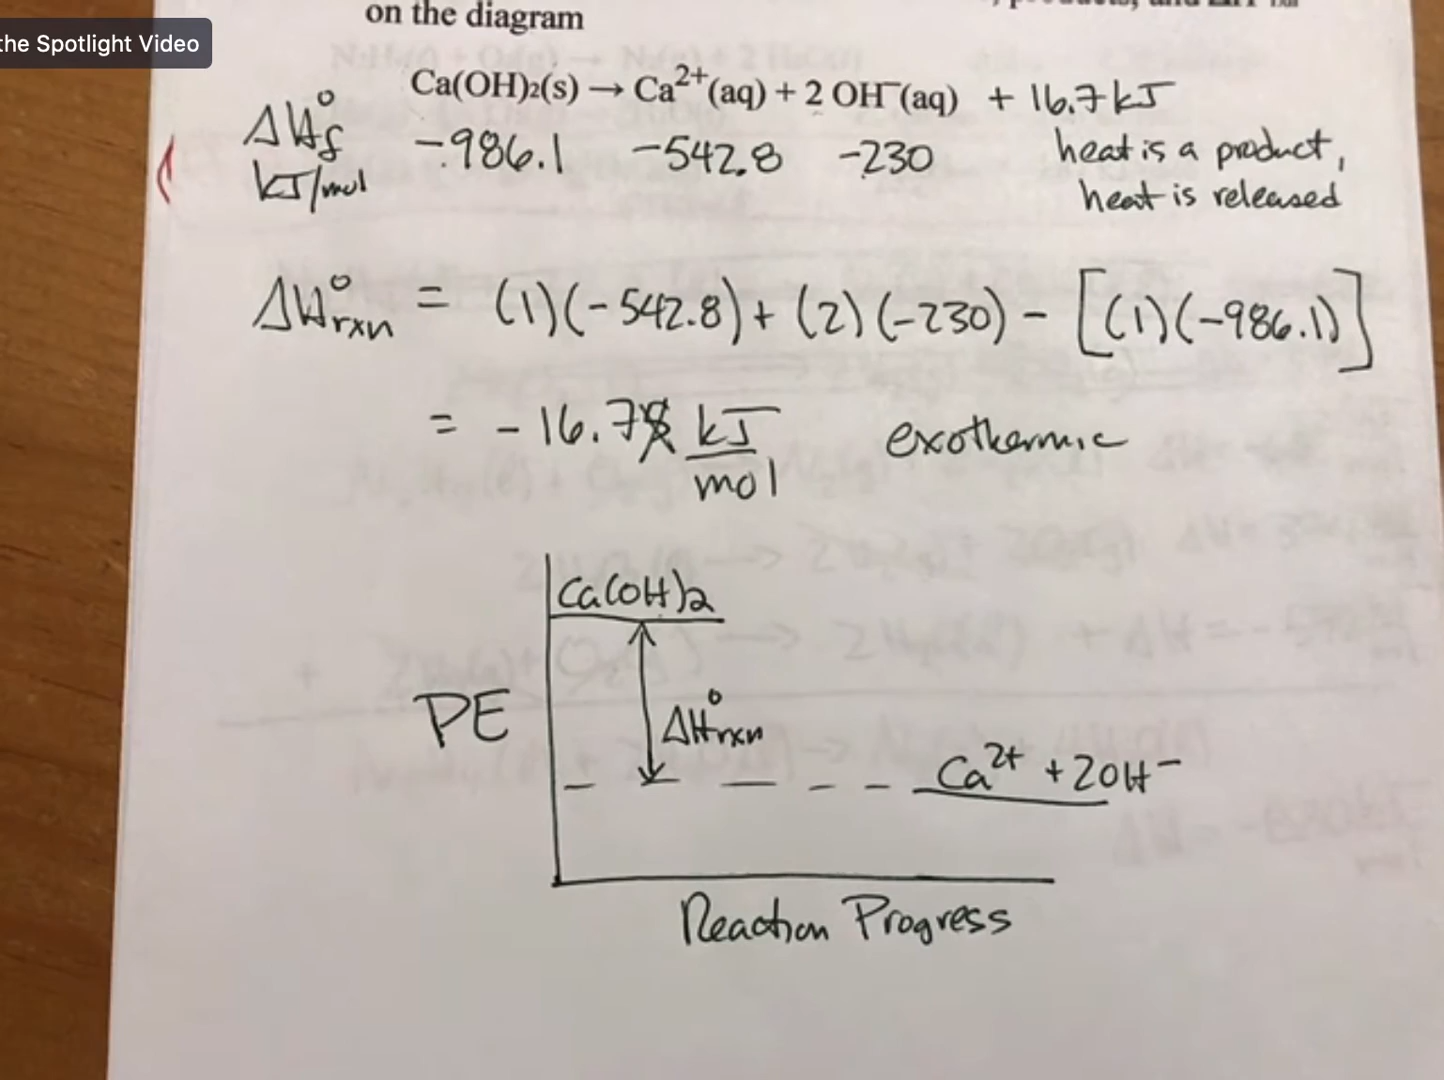 on the diagram
the Spotlight Video
Ca(OH)₂(s) → Ca²⁺(aq) + 2 OH⁻(aq) + 16.7 kJ
ΔH°f -986.1 -542.8 -230 heat is a product,
kJ/mol heat is released
ΔH°rxn = (1)(-542.8) + (2)(-230) - [(1)(-986.1)]
= -16.7 kJ/mol exothermic
Ca(OH)2
PE
ΔH°rxn
Ca²⁺ + 2OH⁻
Reaction Progress